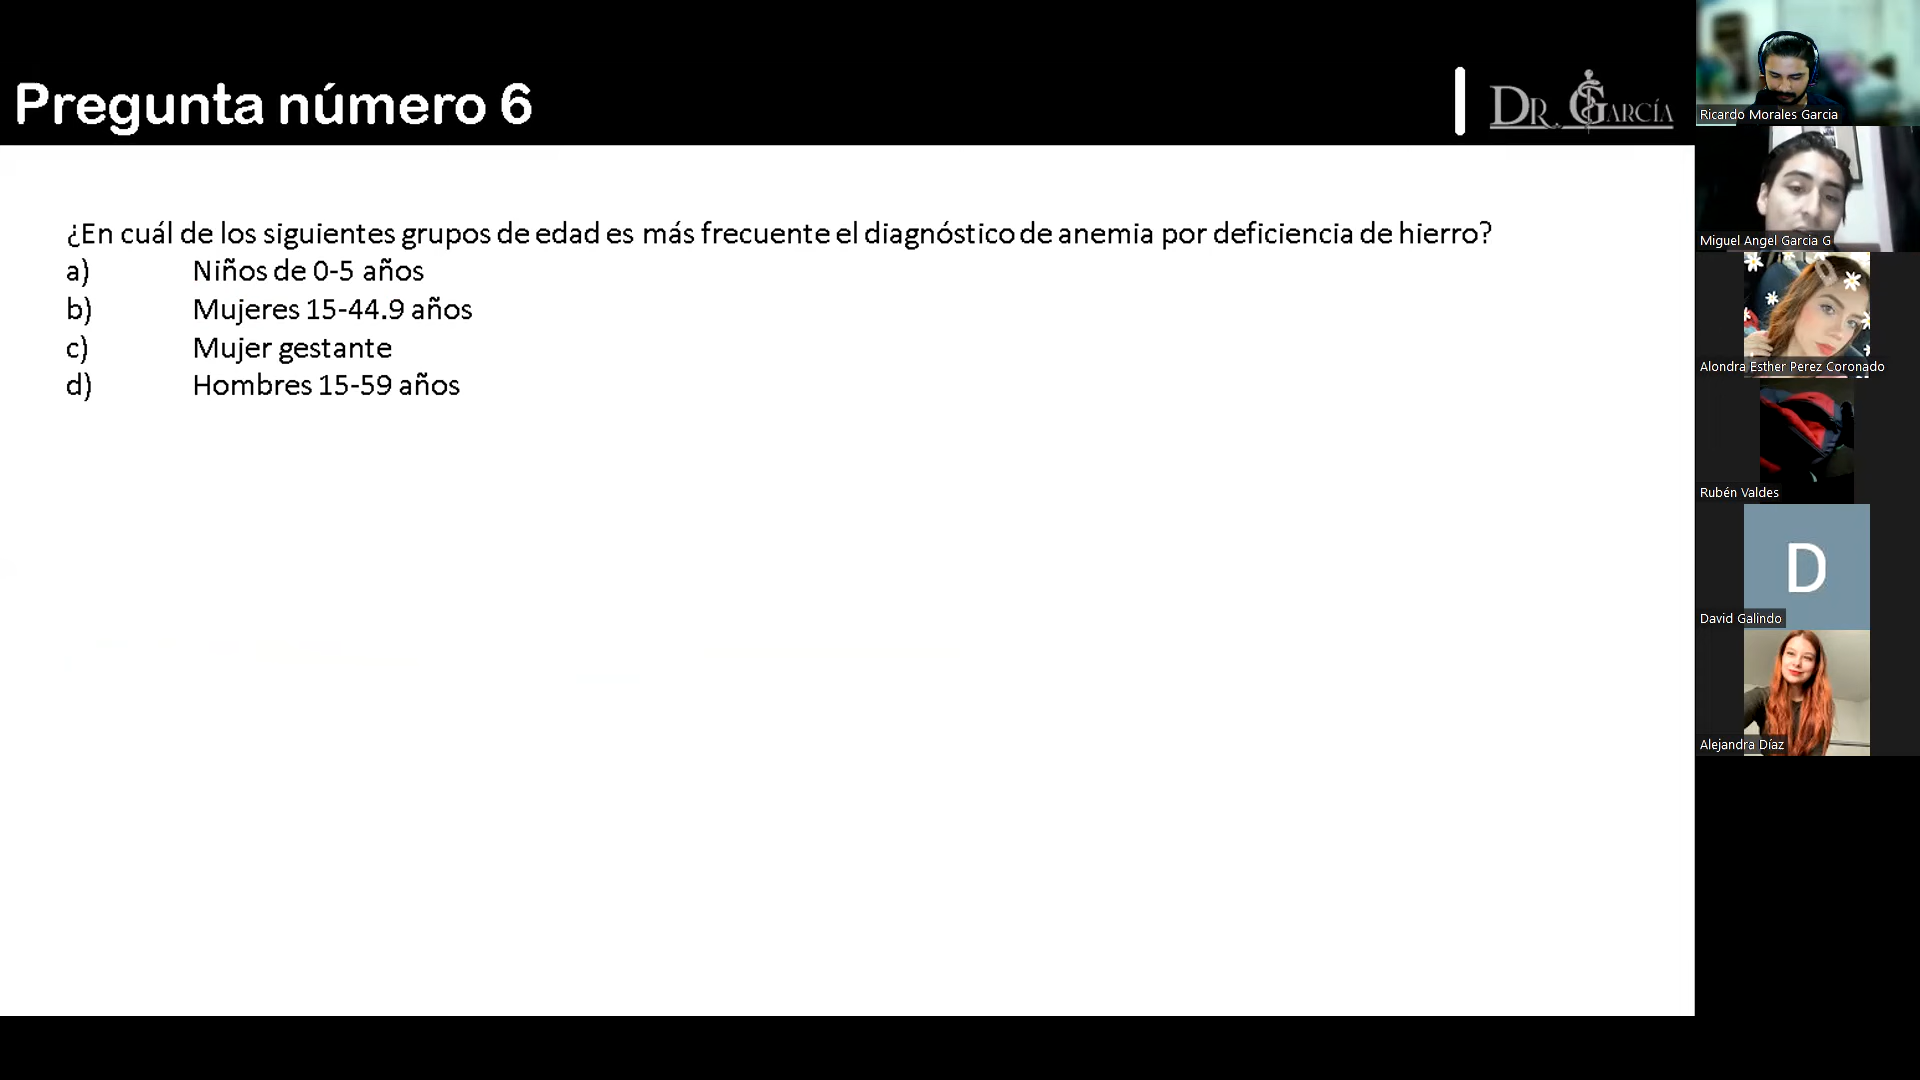 Pregunta número 6
DR. GARCÍA
¿En cuál de los siguientes grupos de edad es más frecuente el diagnóstico de anemia por deficiencia de hierro?
a) Niños de 0-5 años
b) Mujeres 15-44.9 años
c) Mujer gestante
d) Hombres 15-59 años
Ricardo Morales Garcia
Miguel Angel Garcia G
Alondra Esther Perez Coronado
Rubén Valdes
D
David Galindo
Alejandra Díaz